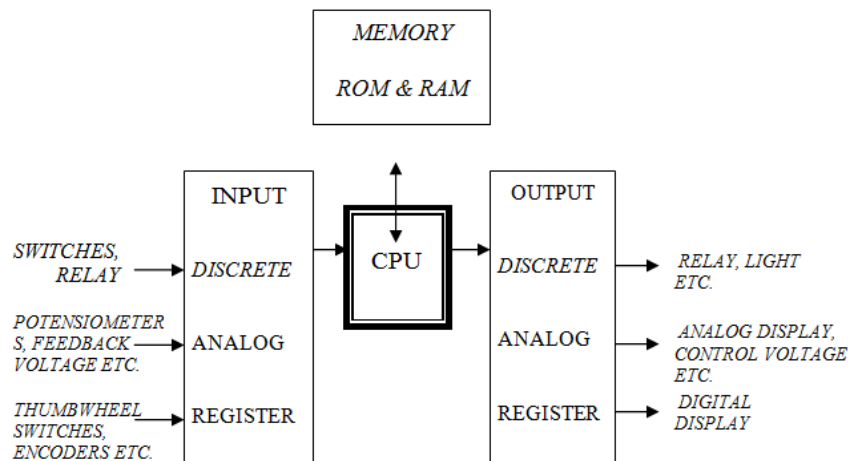 MEMORY
ROM & RAM
INPUT
SWITCHES,
RELAY
DISCRETE
POTENSIOMETER
S, FEEDBACK
VOLTAGE ETC.
ANALOG
THUMBWHEEL
SWITCHES,
ENCODERS ETC.
REGISTER
CPU
OUTPUT
DISCRETE
RELAY, LIGHT
ETC.
ANALOG
ANALOG DISPLAY,
CONTROL VOLTAGE
ETC.
REGISTER
DIGITAL
DISPLAY